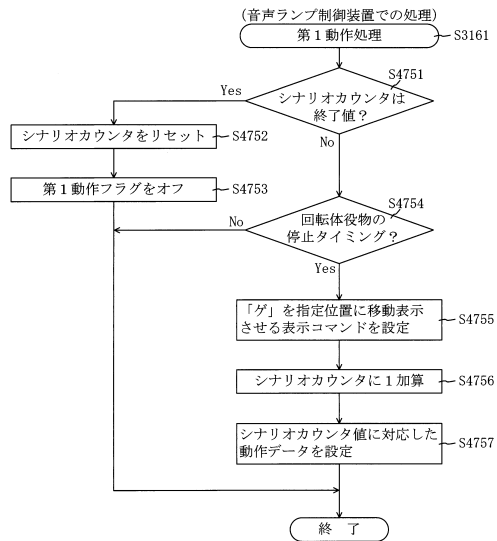 (音声ランプ制御装置での処理)
第1動作処理
S3161
S4751
シナリオカウンタは
終了値?
Yes
No
シナリオカウンタをリセット
S4752
第1動作フラグをオフ
S4753
S4754
回転体役物の
停止タイミング?
No
Yes
「ゲ」を指定位置に移動表示
させる表示コマンドを設定
S4755
シナリオカウンタに1加算
S4756
シナリオカウンタ値に対応した
動作データを設定
S4757
終 了